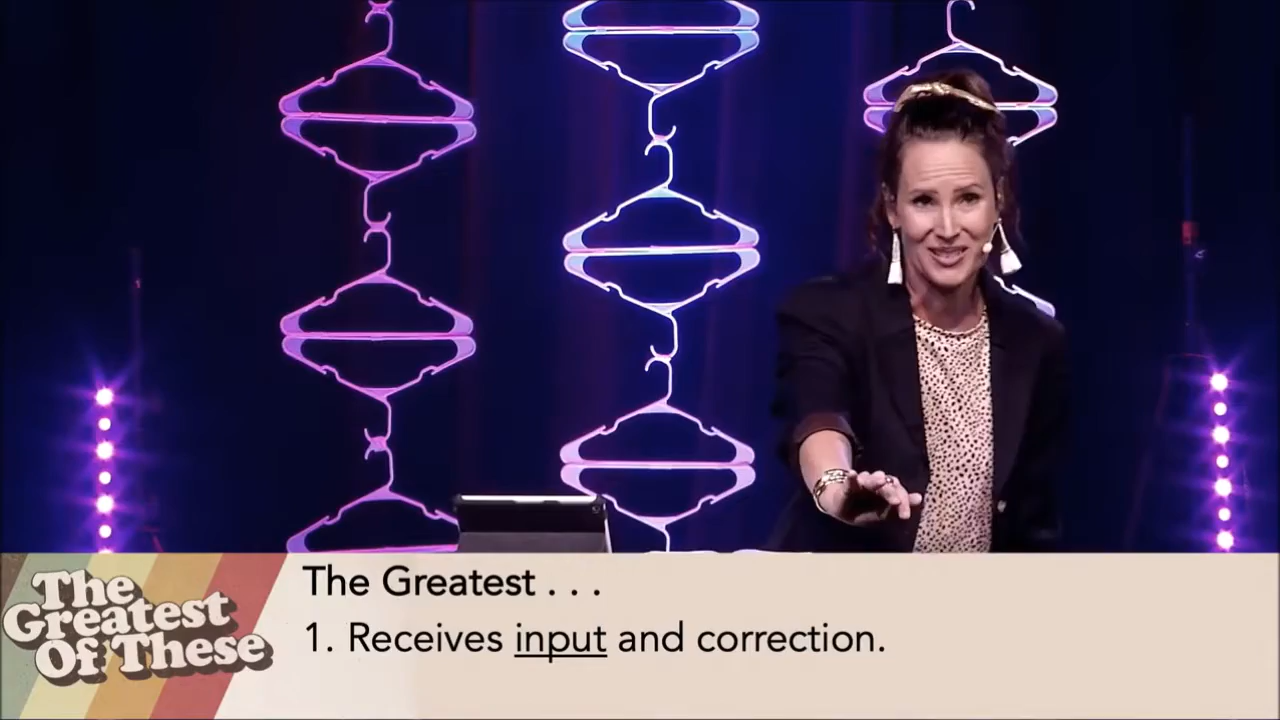 The Greatest . . .
1. Receives input and correction.
The
Greatest
Of These